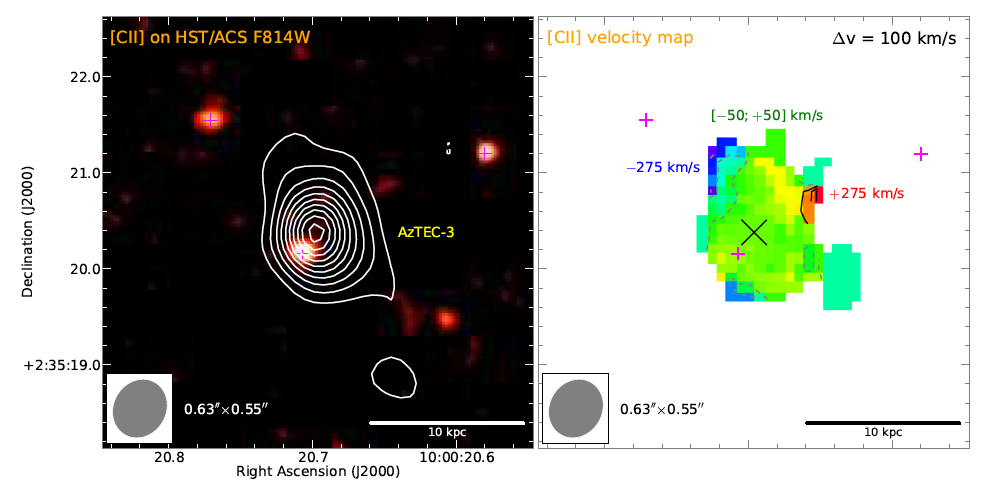 [CII] on HST/ACS F814W
[CII] velocity map
Δv = 100 km/s
22.0
21.0
20.0
+2:35:19.0
Declination (J2000)
AzTEC-3
[−50; +50] km/s
−275 km/s
+275 km/s
0.63″×0.55″
10 kpc
0.63″×0.55″
10 kpc
20.8
20.7
10:00:20.6
Right Ascension (J2000)